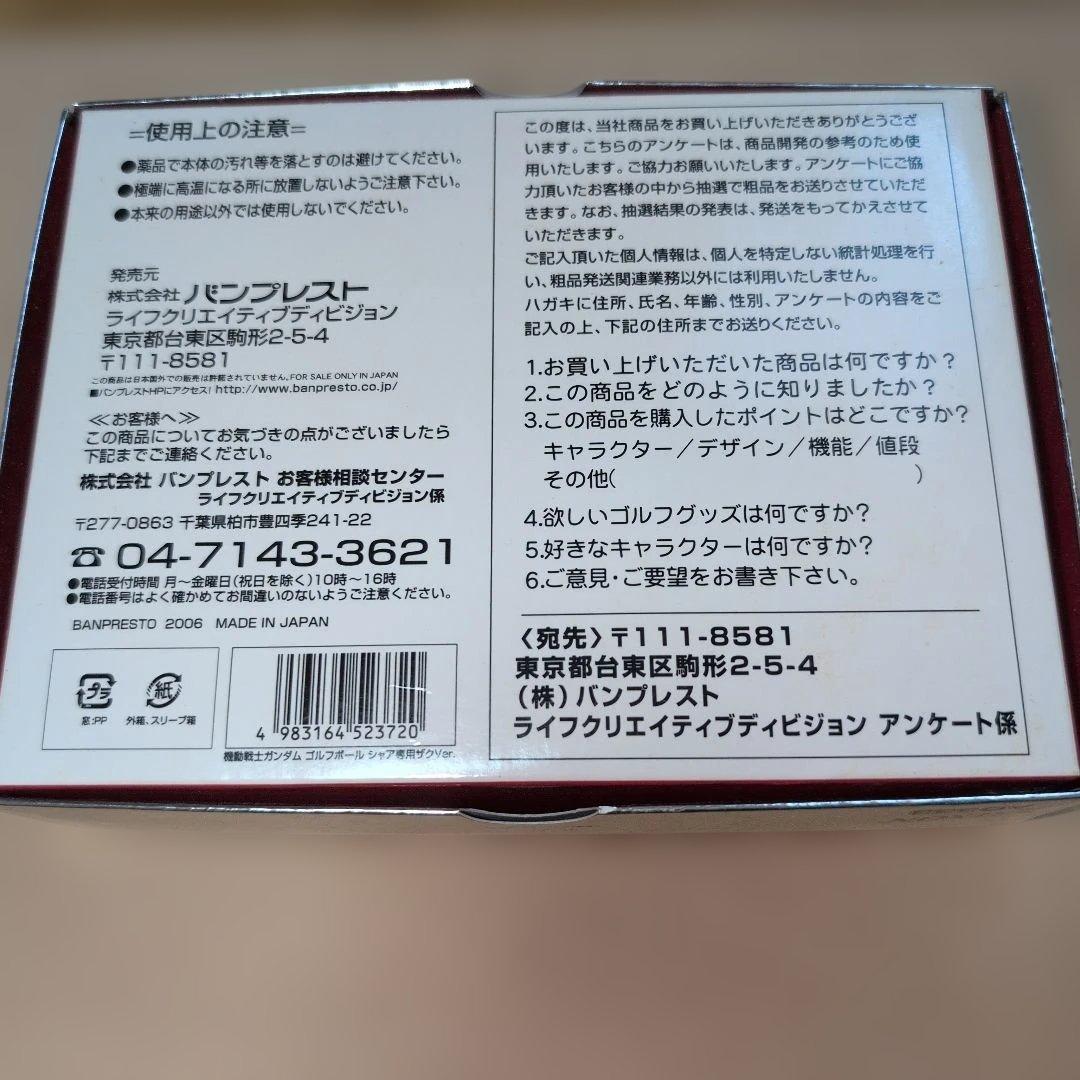 =使用上の注意=
●薬品で本体の汚れ等を落とすのは避けてください。
●極端に高温になる所に放置しないようご注意下さい。
●本来の用途以外では使用しないでください。
発売元
株式会社 バンプレスト
ライフクリエイティブディビジョン
東京都台東区駒形2-5-4
〒111-8581
この商品は日本国外での販売は許諾されていません。FOR SALE ONLY IN JAPAN
■バンプレストHPにアクセス! http://www.banpresto.co.jp/
≪お客様へ≫
この商品についてお気づきの点がございましたら
下記までご連絡ください。
株式会社 バンプレスト お客様相談センター
ライフクリエイティブディビジョン係
〒277-0863 千葉県柏市豊四季241-22
☎ 04-7143-3621
●電話受付時間 月～金曜日(祝日を除く)10時～16時
●電話番号はよく確かめてお間違いのないようご注意ください。
BANPRESTO 2006 MADE IN JAPAN
プラ
窓:PP
紙
外箱、スリーブ箱
4 983164 523720
機動戦士ガンダム ゴルフボール シャア専用ザクVer.
この度は、当社商品をお買い上げいただきありがとうござ
います。こちらのアンケートは、商品開発の参考のため使
用いたします。ご協力お願いいたします。アンケートにご協
力頂いたお客様の中から抽選で粗品をお送りさせていただ
きます。なお、抽選結果の発表は、発送をもってかえさせて
いただきます。
ご記入頂いた個人情報は、個人を特定しない統計処理を行
い、粗品発送関連業務以外には利用いたしません。
ハガキに住所、氏名、年齢、性別、アンケートの内容をご
記入の上、下記の住所までお送りください。
1.お買い上げいただいた商品は何ですか?
2.この商品をどのように知りましたか?
3.この商品を購入したポイントはどこですか?
キャラクター/デザイン/機能/値段
その他( )
4.欲しいゴルフグッズは何ですか?
5.好きなキャラクターは何ですか?
6.ご意見・ご要望をお書き下さい。
〈宛先〉〒111-8581
東京都台東区駒形2-5-4
(株)バンプレスト
ライフクリエイティブディビジョン アンケート係